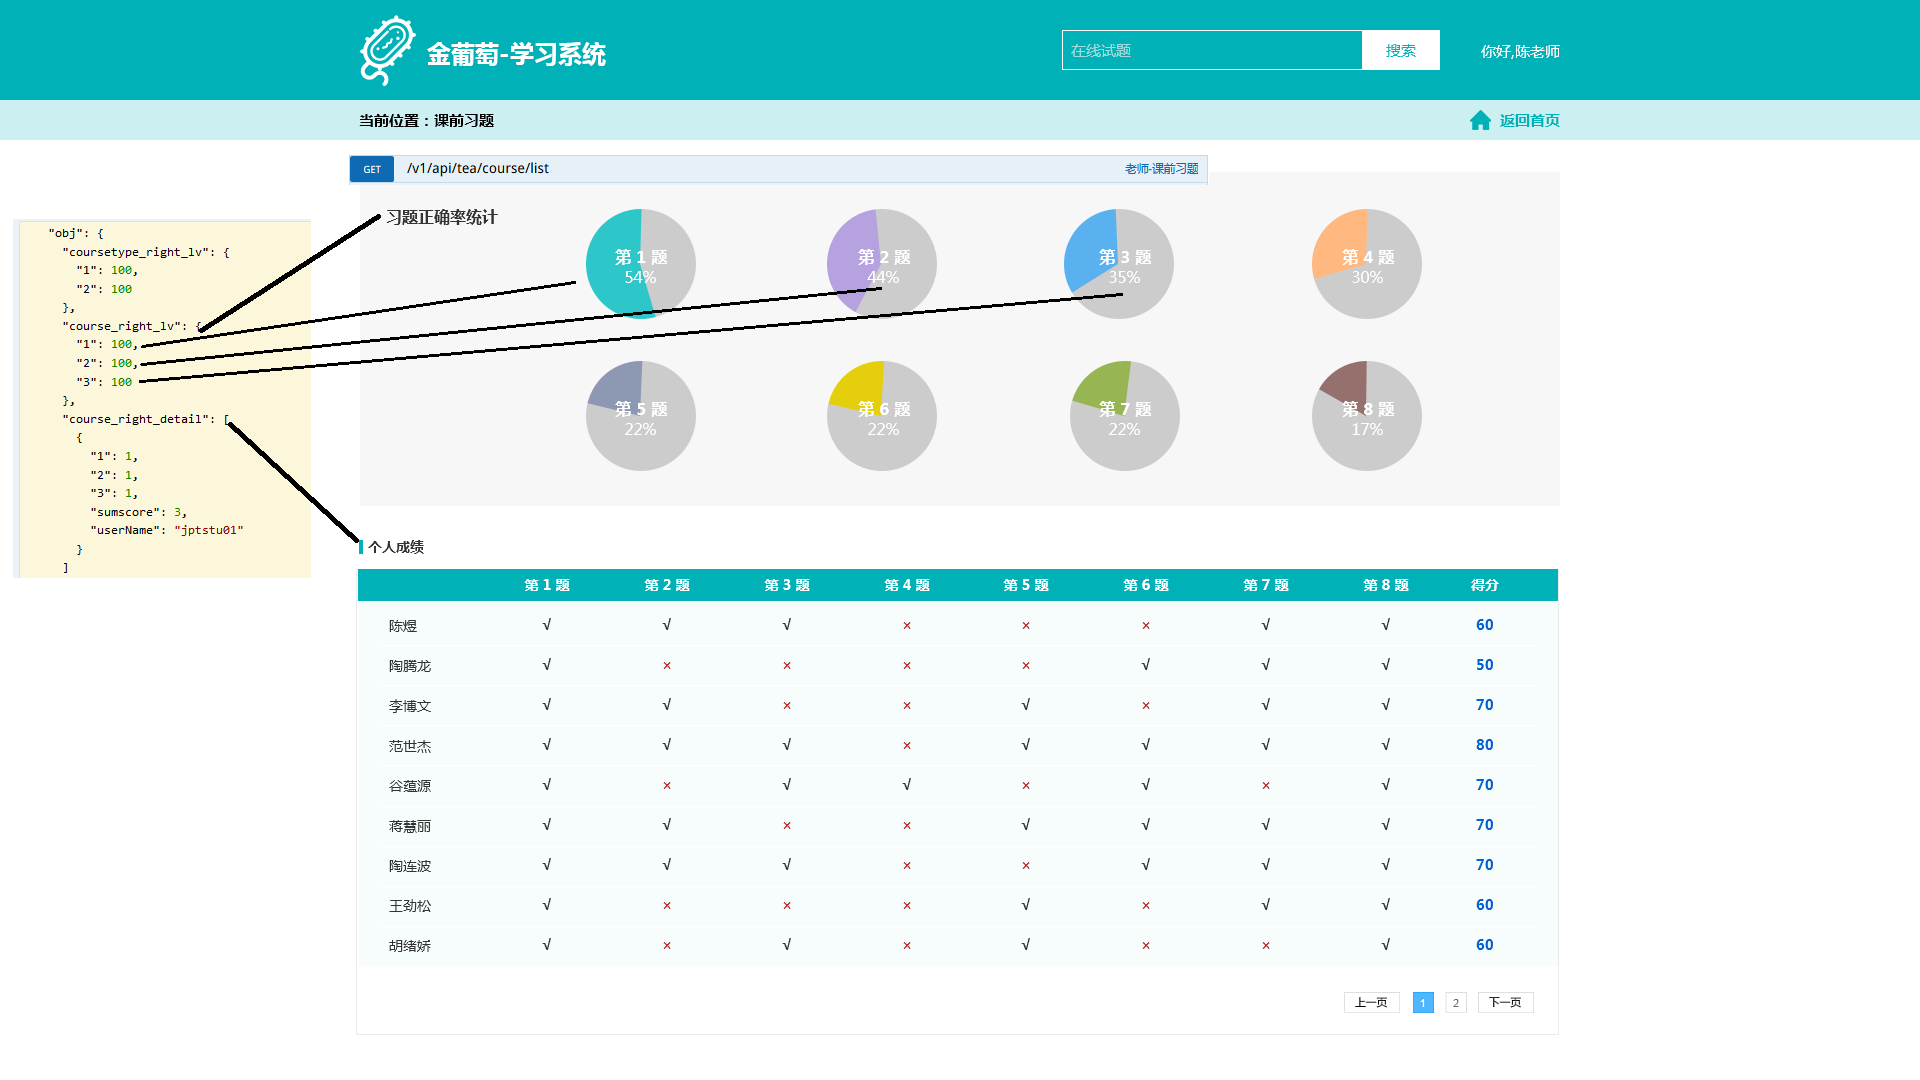 金葡萄-学习系统
在线试题
搜索
你好,陈老师
当前位置：课前习题
返回首页
GET /v1/api/tea/course/list 老师-课前习题
"obj": {
"coursetype_right_lv": {
"1": 100,
"2": 100
},
"course_right_lv": {
"1": 100,
"2": 100,
"3": 100
},
"course_right_detail": [
{
"1": 1,
"2": 1,
"3": 1,
"sumscore": 3,
"userName": "jptstu01"
}
]
习题正确率统计
第 1 题
54%
第 2 题
44%
第 3 题
35%
第 4 题
30%
第 5 题
22%
第 6 题
22%
第 7 题
22%
第 8 题
17%
个人成绩
第 1 题 第 2 题 第 3 题 第 4 题 第 5 题 第 6 题 第 7 题 第 8 题 得分
陈煜 √ √ √ × × × √ √ 60
陶腾龙 √ × × × × √ √ √ 50
李博文 √ √ × × √ × √ √ 70
范世杰 √ √ √ × √ √ √ √ 80
谷蕴源 √ × √ √ × √ × √ 70
蒋慧丽 √ √ × × √ √ √ √ 70
陶连波 √ √ √ × × √ √ √ 70
王劲松 √ × × × √ × √ √ 60
胡绪娇 √ × √ × √ × × √ 60
上一页 1 2 下一页